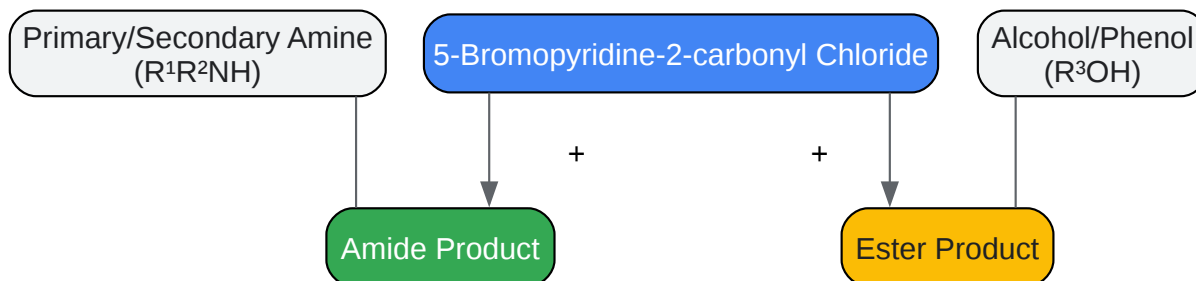 Primary/Secondary Amine
(R¹R²NH)
5-Bromopyridine-2-carbonyl Chloride
Alcohol/Phenol
(R³OH)
+
+
Amide Product
Ester Product